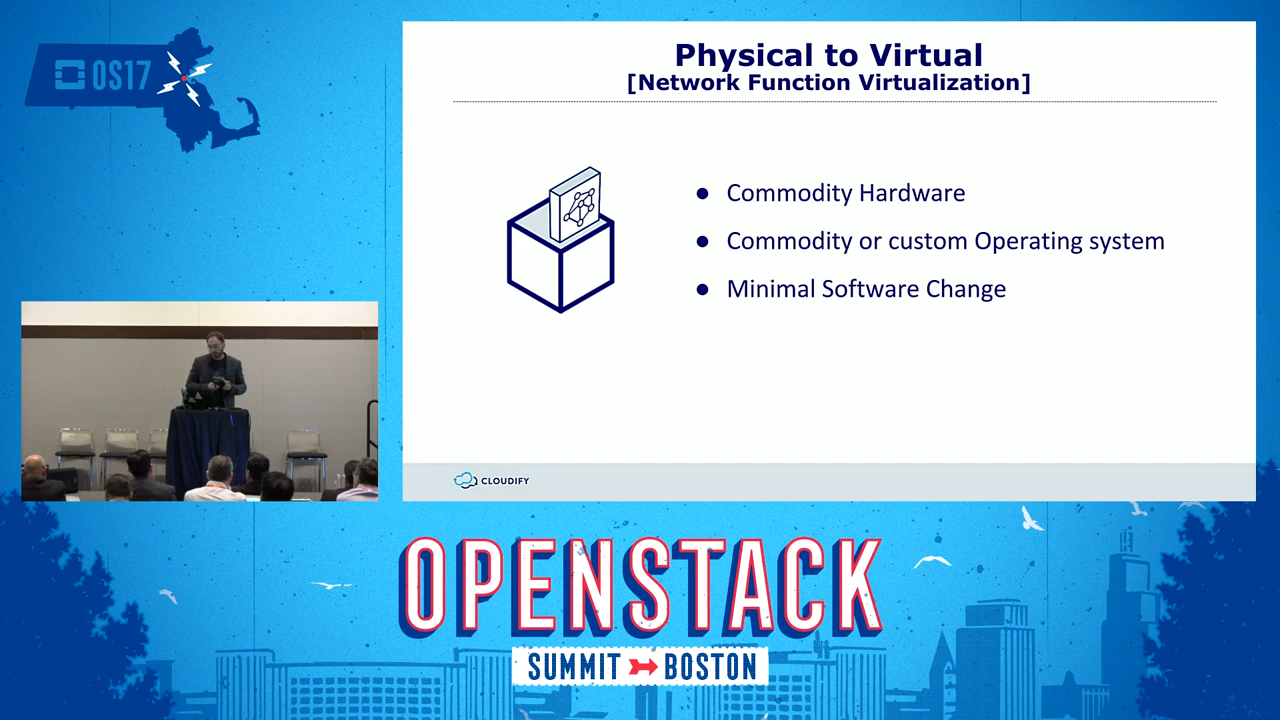 OS17
Physical to Virtual
[Network Function Virtualization]
● Commodity Hardware
● Commodity or custom Operating system
● Minimal Software Change
CLOUDIFY
OPENSTACK
SUMMIT BOSTON